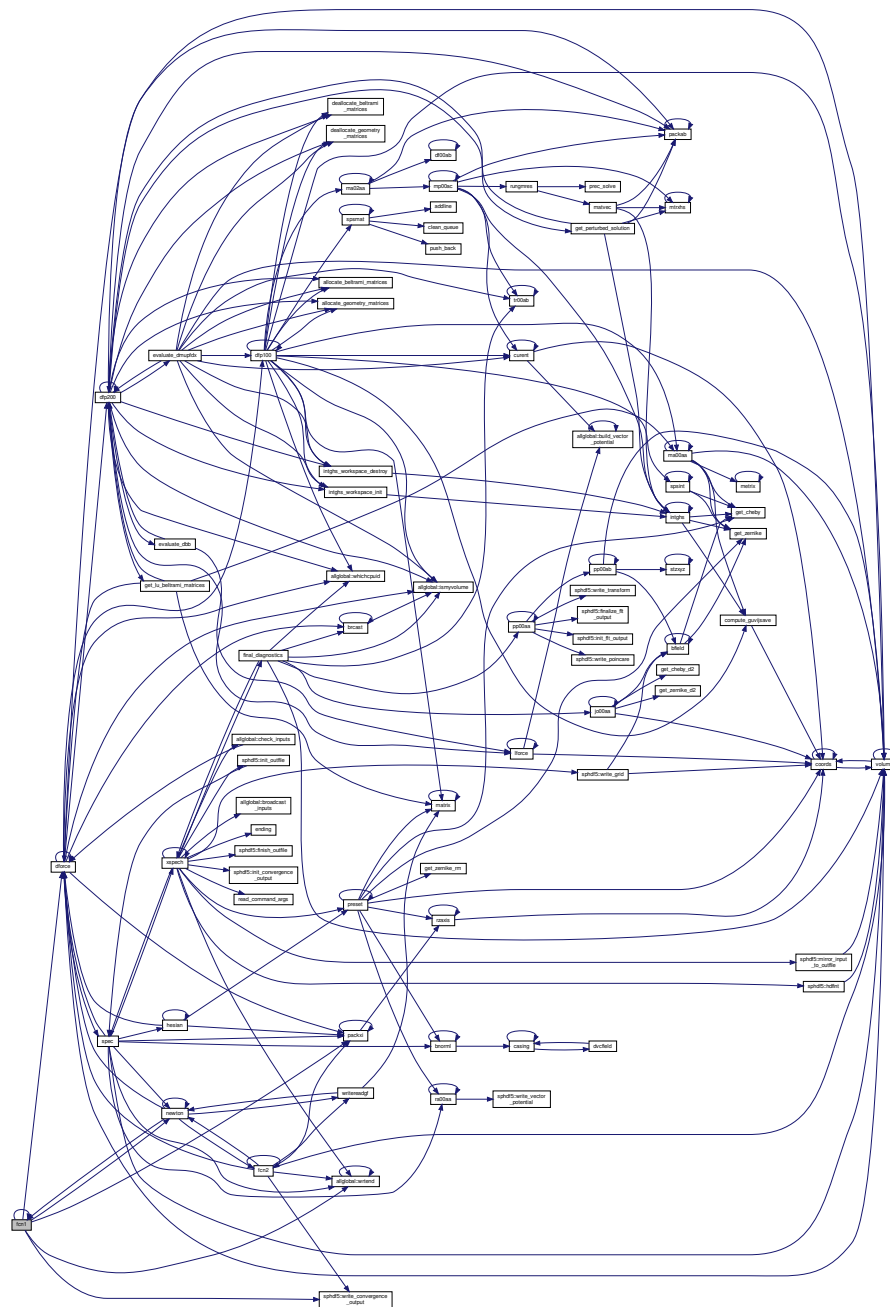 deallocate_beltrami
_matrices
deallocate_geometry
_matrices
packab
df00ab
ma02aa
mp00ac
rungmres
prec_solve
addline
matvec
mtrxhs
spsmat
clean_queue
get_perturbed_solution
push_back
allocate_beltrami_matrices
allocate_geometry_matrices
tr00ab
evaluate_dmupfdx
dfp100
curent
dfp200
allglobal::build_vector
_potential
ma00aa
intghs_workspace_destroy
spsint
metrix
intghs_workspace_init
get_cheby
intghs
get_zernike
evaluate_dbb
allglobal::whichcpuid
pp00ab
stzxyz
get_lu_beltrami_matrices
allglobal::ismyvolume
sphdf5::write_transform
sphdf5::finalize_flt
_output
compute_guvijsave
brcast
pp00aa
sphdf5::init_flt_output
bfield
final_diagnostics
sphdf5::write_poincare
get_cheby_d2
get_zernike_d2
jo00aa
allglobal::check_inputs
lforce
sphdf5::init_outfile
coords
volume
sphdf5::write_grid
allglobal::broadcast
_inputs
matrix
ending
sphdf5::finish_outfile
xspech
dforce
sphdf5::init_convergence
_output
get_zernike_rm
read_command_args
preset
rzaxis
sphdf5::mirror_input
_to_outfile
sphdf5::hdfint
hesian
packxi
spec
bnorml
casing
dvcfield
writereadgf
ra00aa
sphdf5::write_vector
_potential
newton
fcn2
allglobal::wrtend
fcn1
sphdf5::write_convergence
_output